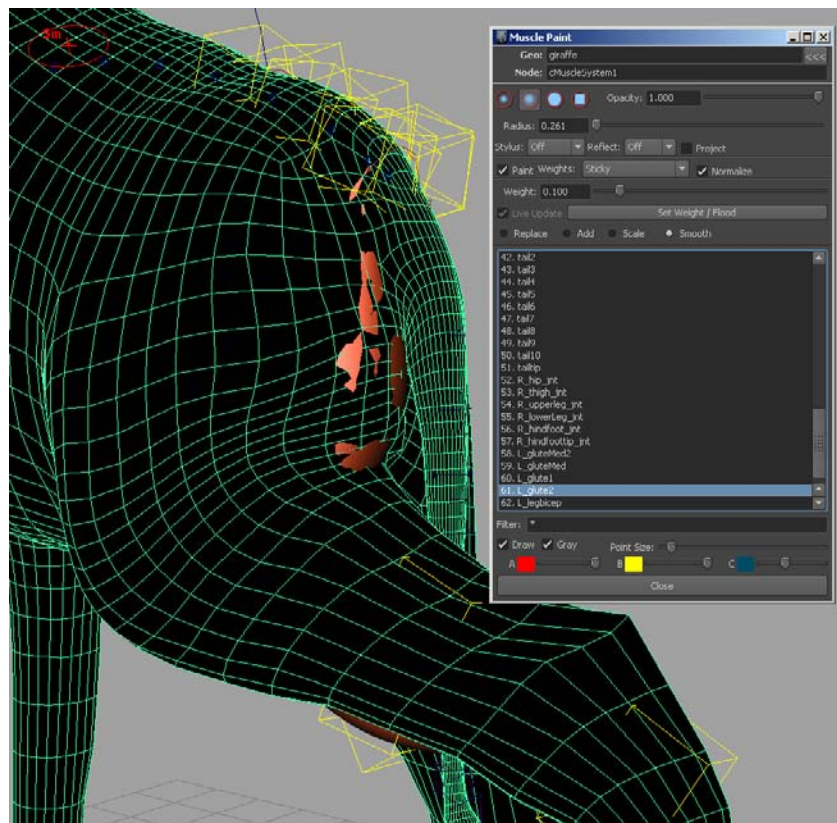 Sm
Muscle Paint
Geo: giraffe <<<
Node: cMuscleSystem1
Opacity: 1.000
Radius: 0.261
Stylus: Off Reflect: Off Project
Paint Weights: Sticky Normalize
Weight: 0.100
Live Update Set Weight / Flood
Replace Add Scale Smooth
42. tail2
43. tail3
44. tail4
45. tail5
46. tail6
47. tail7
48. tail8
49. tail9
50. tail10
51. tailtip
52. R_hip_jnt
53. R_thigh_jnt
54. R_upperleg_jnt
55. R_lowerLeg_jnt
56. R_hindfoot_jnt
57. R_hindfoottip_jnt
58. L_gluteMed2
59. L_gluteMed
60. L_glute1
61. L_glute2
62. L_legbicep
Filter: *
Draw Gray Point Size:
A B C
Close